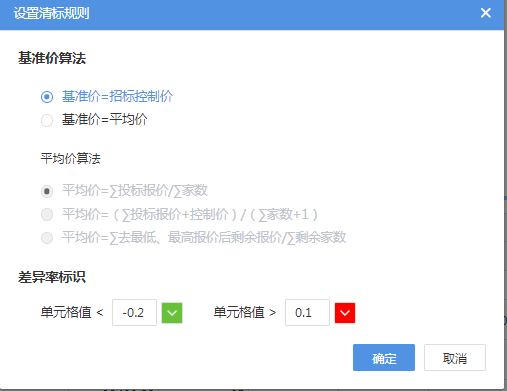 设置清标规则
基准价算法
基准价=招标控制价
基准价=平均价
平均价算法
平均价=∑投标报价/∑家数
平均价=（∑投标报价+控制价）/（∑家数+1）
平均价=∑去最低、最高报价后剩余报价/∑剩余家数
差异率标识
单元格值 < -0.2 单元格值 > 0.1
确定 取消